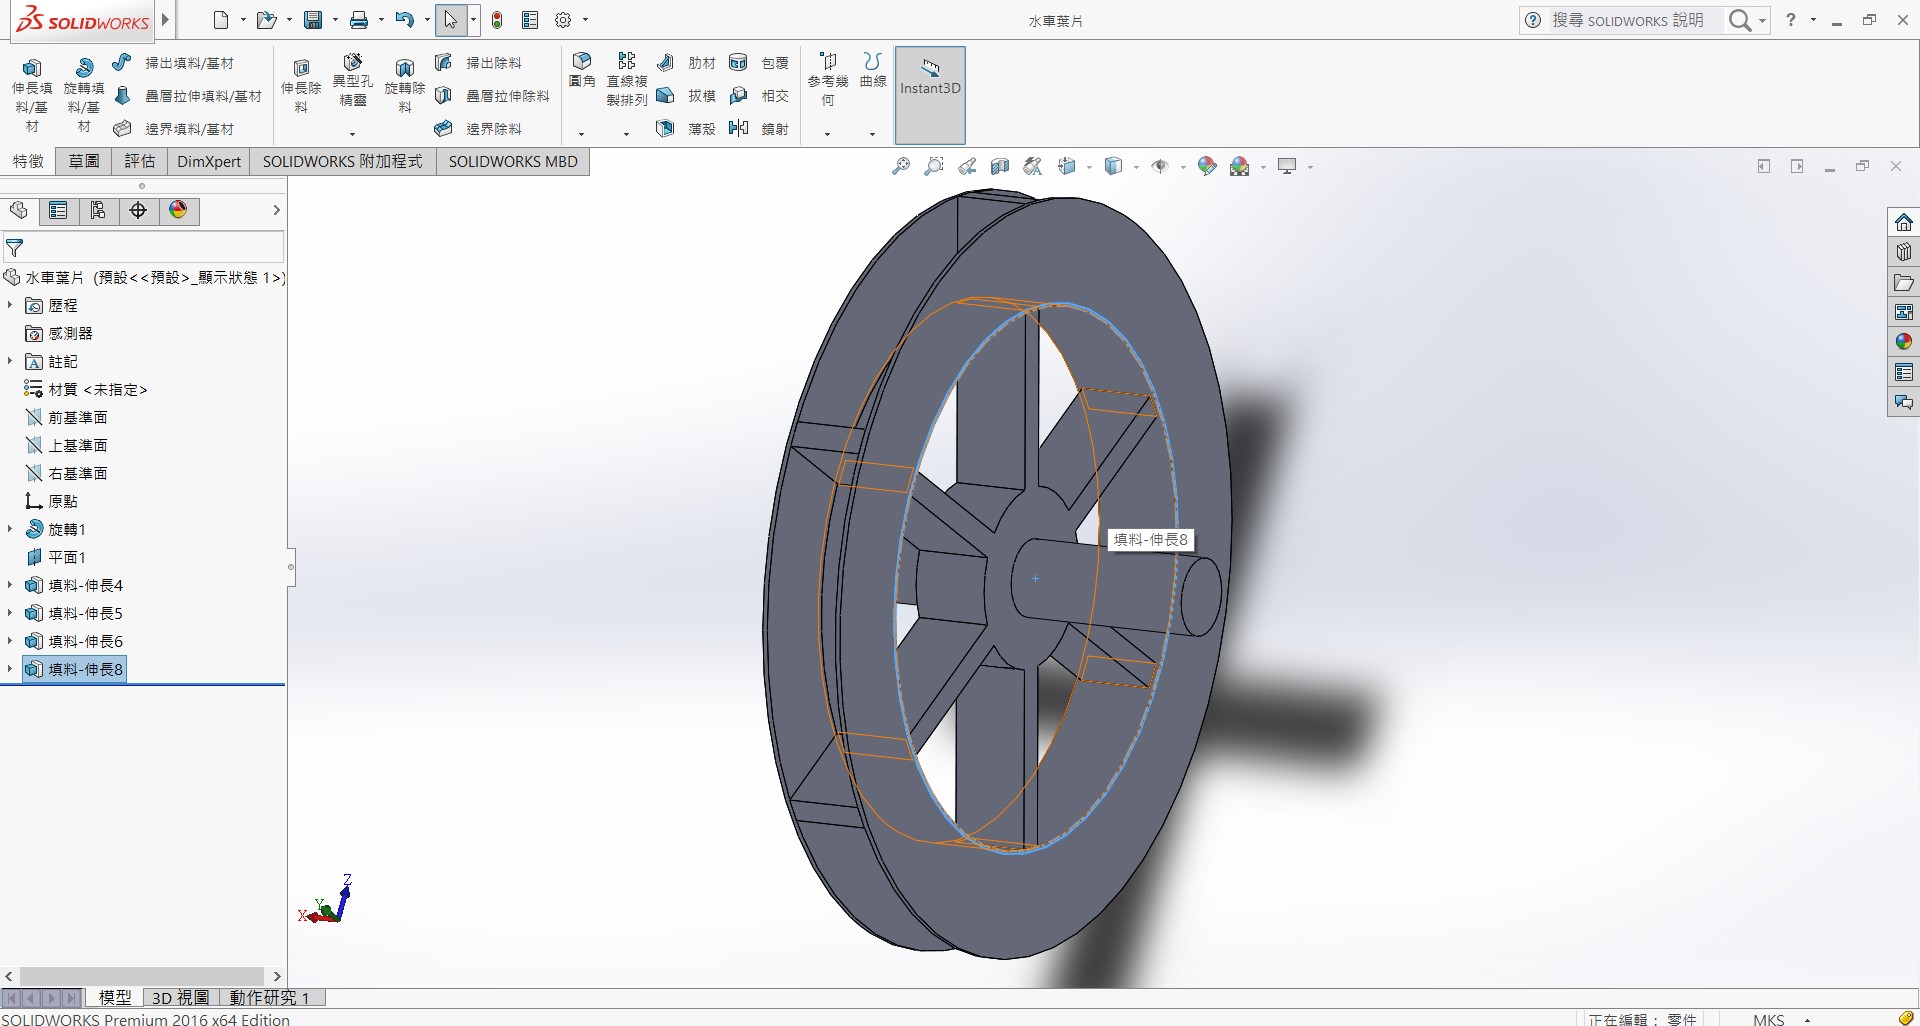 SOLIDWORKS
水車葉片
搜尋 SOLIDWORKS 說明
伸長填料/基材
旋轉填料/基材
掃出填料/基材
疊層拉伸填料/基材
邊界填料/基材
伸長除料
異型孔精靈
旋轉除料
掃出除料
疊層拉伸除料
邊界除料
圓角
直線複製排列
肋材
拔模
薄殼
包覆
相交
鏡射
參考幾何
曲線
Instant3D
特徵
草圖
評估
DimXpert
SOLIDWORKS 附加程式
SOLIDWORKS MBD
水車葉片 (預設<<預設>_顯示狀態 1>)
歷程
感測器
註記
材質 <未指定>
前基準面
上基準面
右基準面
原點
旋轉1
平面1
填料-伸長4
填料-伸長5
填料-伸長6
填料-伸長8
填料-伸長8
Z
Y
X
模型
3D 視圖
動作研究 1
SOLIDWORKS Premium 2016 x64 Edition
正在編輯： 零件
MKS